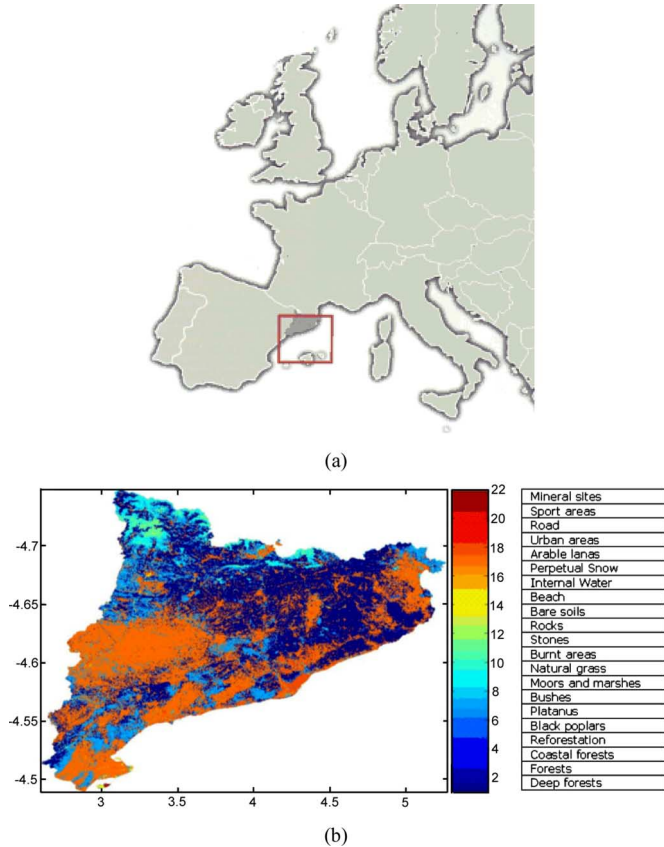 (a)
22
20
18
16
14
12
10
8
6
4
2
-4.7
-4.65
-4.6
-4.55
-4.5
3
3.5
4
4.5
5
Mineral sites
Sport areas
Road
Urban areas
Arable lanas
Perpetual Snow
Internal Water
Beach
Bare soils
Rocks
Stones
Burnt areas
Natural grass
Moors and marshes
Bushes
Platanus
Black poplars
Reforestation
Coastal forests
Forests
Deep forests
(b)